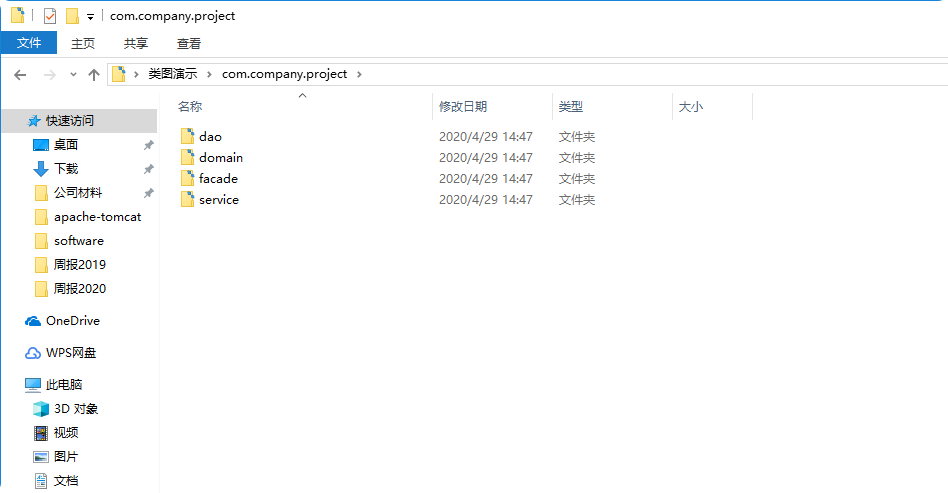 com.company.project
文件 主页 共享 查看
类图演示 com.company.project
名称 修改日期 类型 大小
快速访问
桌面
下载
公司材料
apache-tomcat
software
周报2019
周报2020
OneDrive
WPS网盘
此电脑
3D 对象
视频
图片
文档
dao 2020/4/29 14:47 文件夹
domain 2020/4/29 14:47 文件夹
facade 2020/4/29 14:47 文件夹
service 2020/4/29 14:47 文件夹